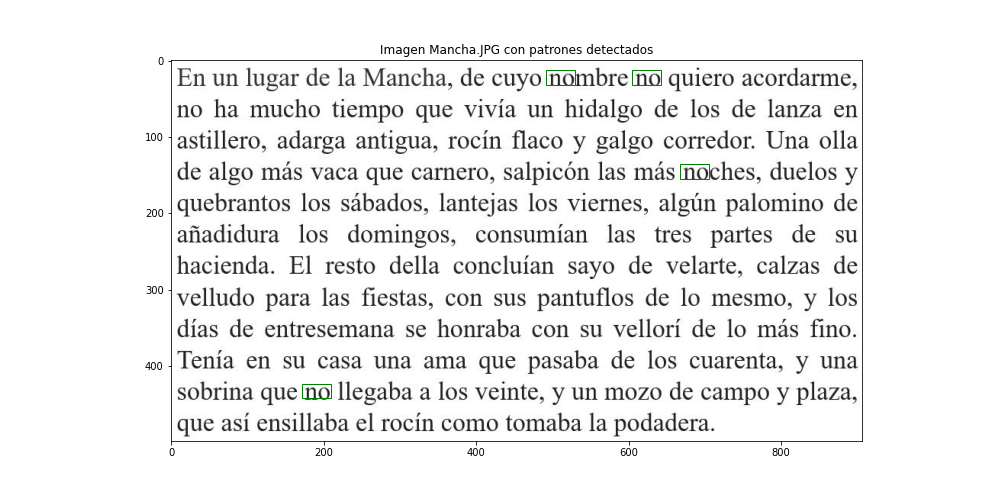 Imagen Mancha.JPG con patrones detectados
0
100
200
300
400
En un lugar de la Mancha, de cuyo nombre no quiero acordarme,
no ha mucho tiempo que vivía un hidalgo de los de lanza en
astillero, adarga antigua, rocín flaco y galgo corredor. Una olla
de algo más vaca que carnero, salpicón las más noches, duelos y
quebrantos los sábados, lantejas los viernes, algún palomino de
añadidura los domingos, consumían las tres partes de su
hacienda. El resto della concluían sayo de velarte, calzas de
velludo para las fiestas, con sus pantuflos de lo mesmo, y los
días de entresemana se honraba con su vellorí de lo más fino.
Tenía en su casa una ama que pasaba de los cuarenta, y una
sobrina que no llegaba a los veinte, y un mozo de campo y plaza,
que así ensillaba el rocín como tomaba la podadera.
0 200 400 600 800